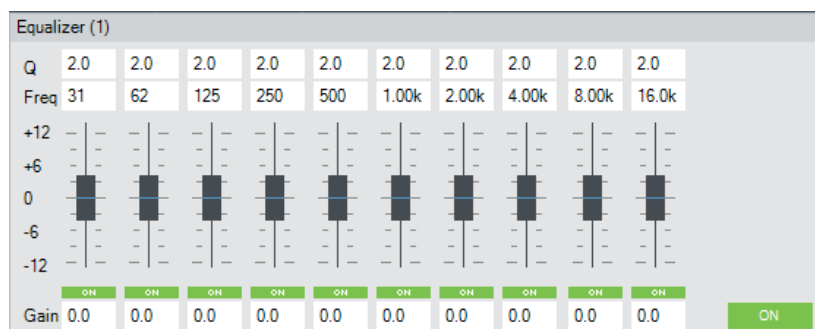 Equalizer (1)
Q 2.0 2.0 2.0 2.0 2.0 2.0 2.0 2.0 2.0 2.0
Freq 31 62 125 250 500 1.00k 2.00k 4.00k 8.00k 16.0k
+12
+6
0
-6
-12
ON ON ON ON ON ON ON ON ON ON
Gain 0.0 0.0 0.0 0.0 0.0 0.0 0.0 0.0 0.0 0.0 ON